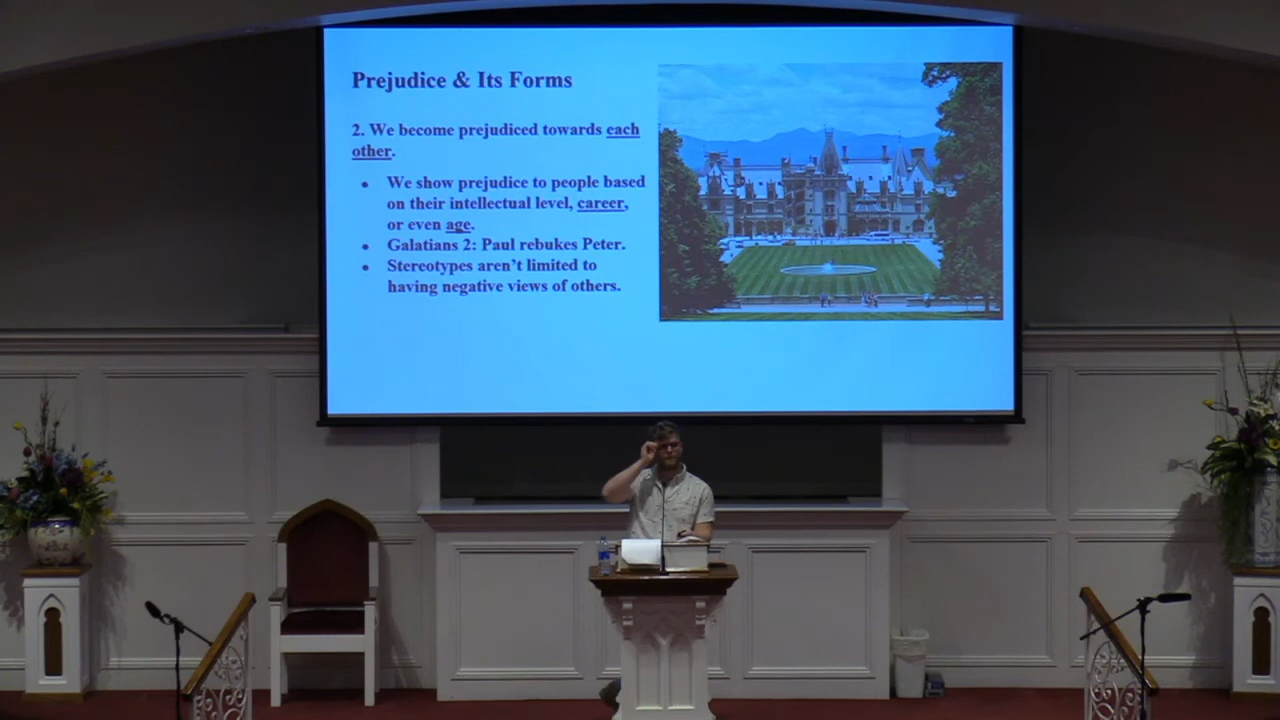 Prejudice & Its Forms
2. We become prejudiced towards each
other.
• We show prejudice to people based
on their intellectual level, career,
or even age.
• Galatians 2: Paul rebukes Peter.
• Stereotypes aren’t limited to
having negative views of others.